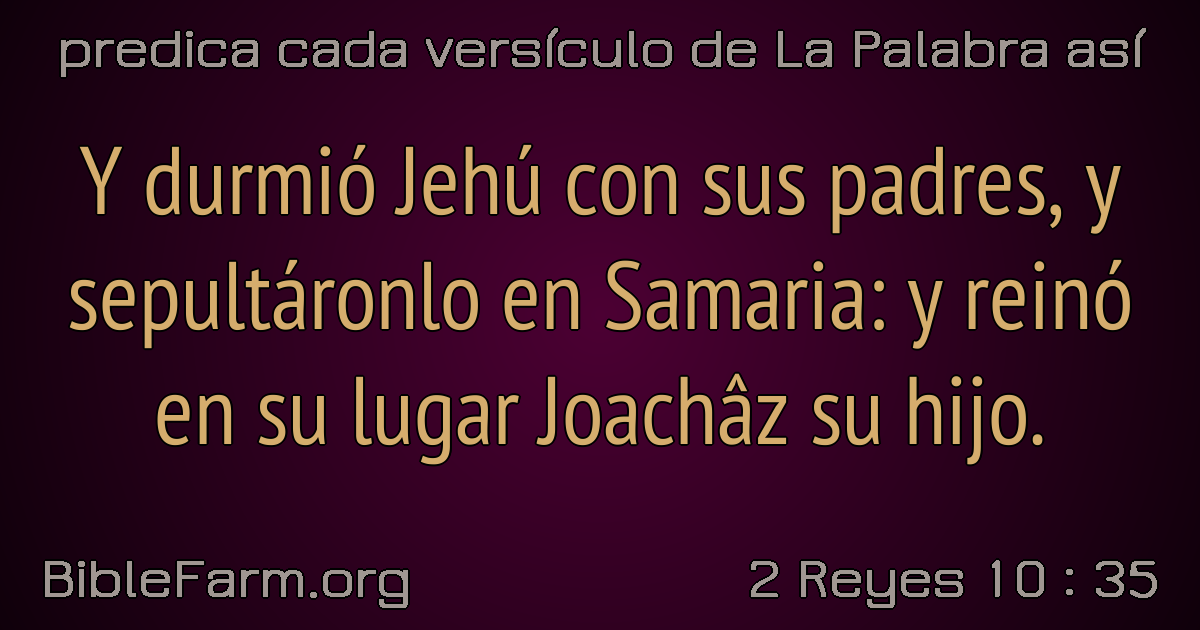 predica cada versículo de La Palabra así
Y durmió Jehú con sus padres, y
sepultáronlo en Samaria: y reinó
en su lugar Joachâz su hijo.
BibleFarm.org
2 Reyes 10 : 35